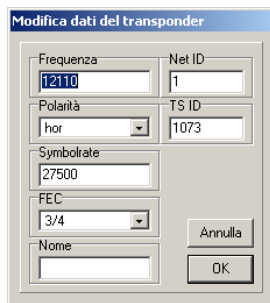 Modifica dati del transponder
Frequenza
12110
Net ID
1
Polarità
hor
TS ID
1073
Symbolrate
27500
FEC
3/4
Nome
Annulla
OK